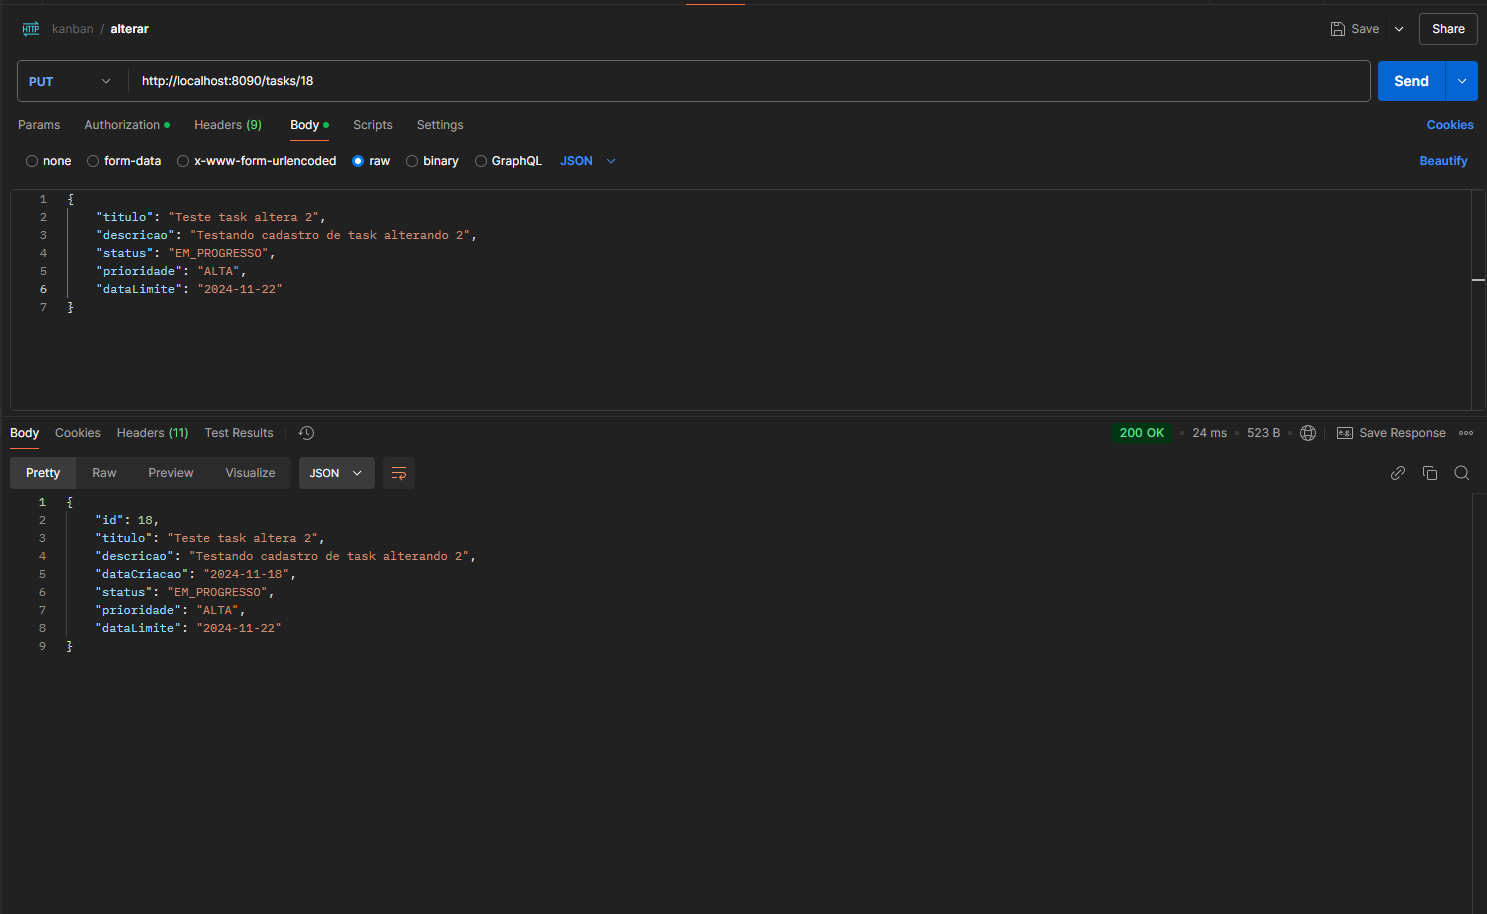 HTTP kanban / alterar Save Share
PUT http://localhost:8090/tasks/18 Send
Params Authorization Headers (9) Body Scripts Settings Cookies
none form-data x-www-form-urlencoded raw binary GraphQL JSON Beautify
1 {
2 "titulo": "Teste task altera 2",
3 "descricao": "Testando cadastro de task alterando 2",
4 "status": "EM_PROGRESSO",
5 "prioridade": "ALTA",
6 "dataLimite": "2024-11-22"
7 }
Body Cookies Headers (11) Test Results 200 OK • 24 ms • 523 B • e.g. Save Response
Pretty Raw Preview Visualize JSON
1 {
2 "id": 18,
3 "titulo": "Teste task altera 2",
4 "descricao": "Testando cadastro de task alterando 2",
5 "dataCriacao": "2024-11-18",
6 "status": "EM_PROGRESSO",
7 "prioridade": "ALTA",
8 "dataLimite": "2024-11-22"
9 }